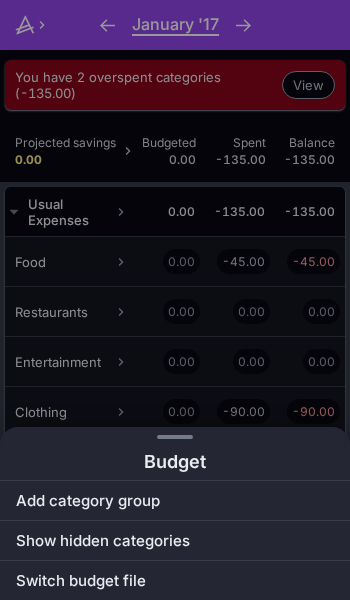 January '17
You have 2 overspent categories
(-135.00)
View
Projected savings Budgeted Spent Balance
0.00 0.00 -135.00 -135.00
Usual
Expenses 0.00 -135.00 -135.00
Food 0.00 -45.00 -45.00
Restaurants 0.00 0.00 0.00
Entertainment 0.00 0.00 0.00
Clothing 0.00 -90.00 -90.00
Budget
Add category group
Show hidden categories
Switch budget file